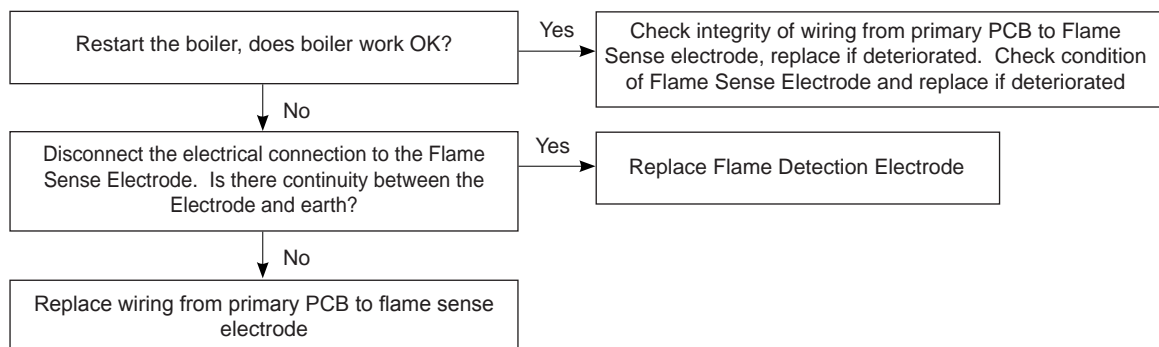 Restart the boiler, does boiler work OK?
Yes
Check integrity of wiring from primary PCB to Flame
Sense electrode, replace if deteriorated. Check condition
of Flame Sense Electrode and replace if deteriorated
No
Disconnect the electrical connection to the Flame
Sense Electrode. Is there continuity between the
Electrode and earth?
Yes
Replace Flame Detection Electrode
No
Replace wiring from primary PCB to flame sense
electrode